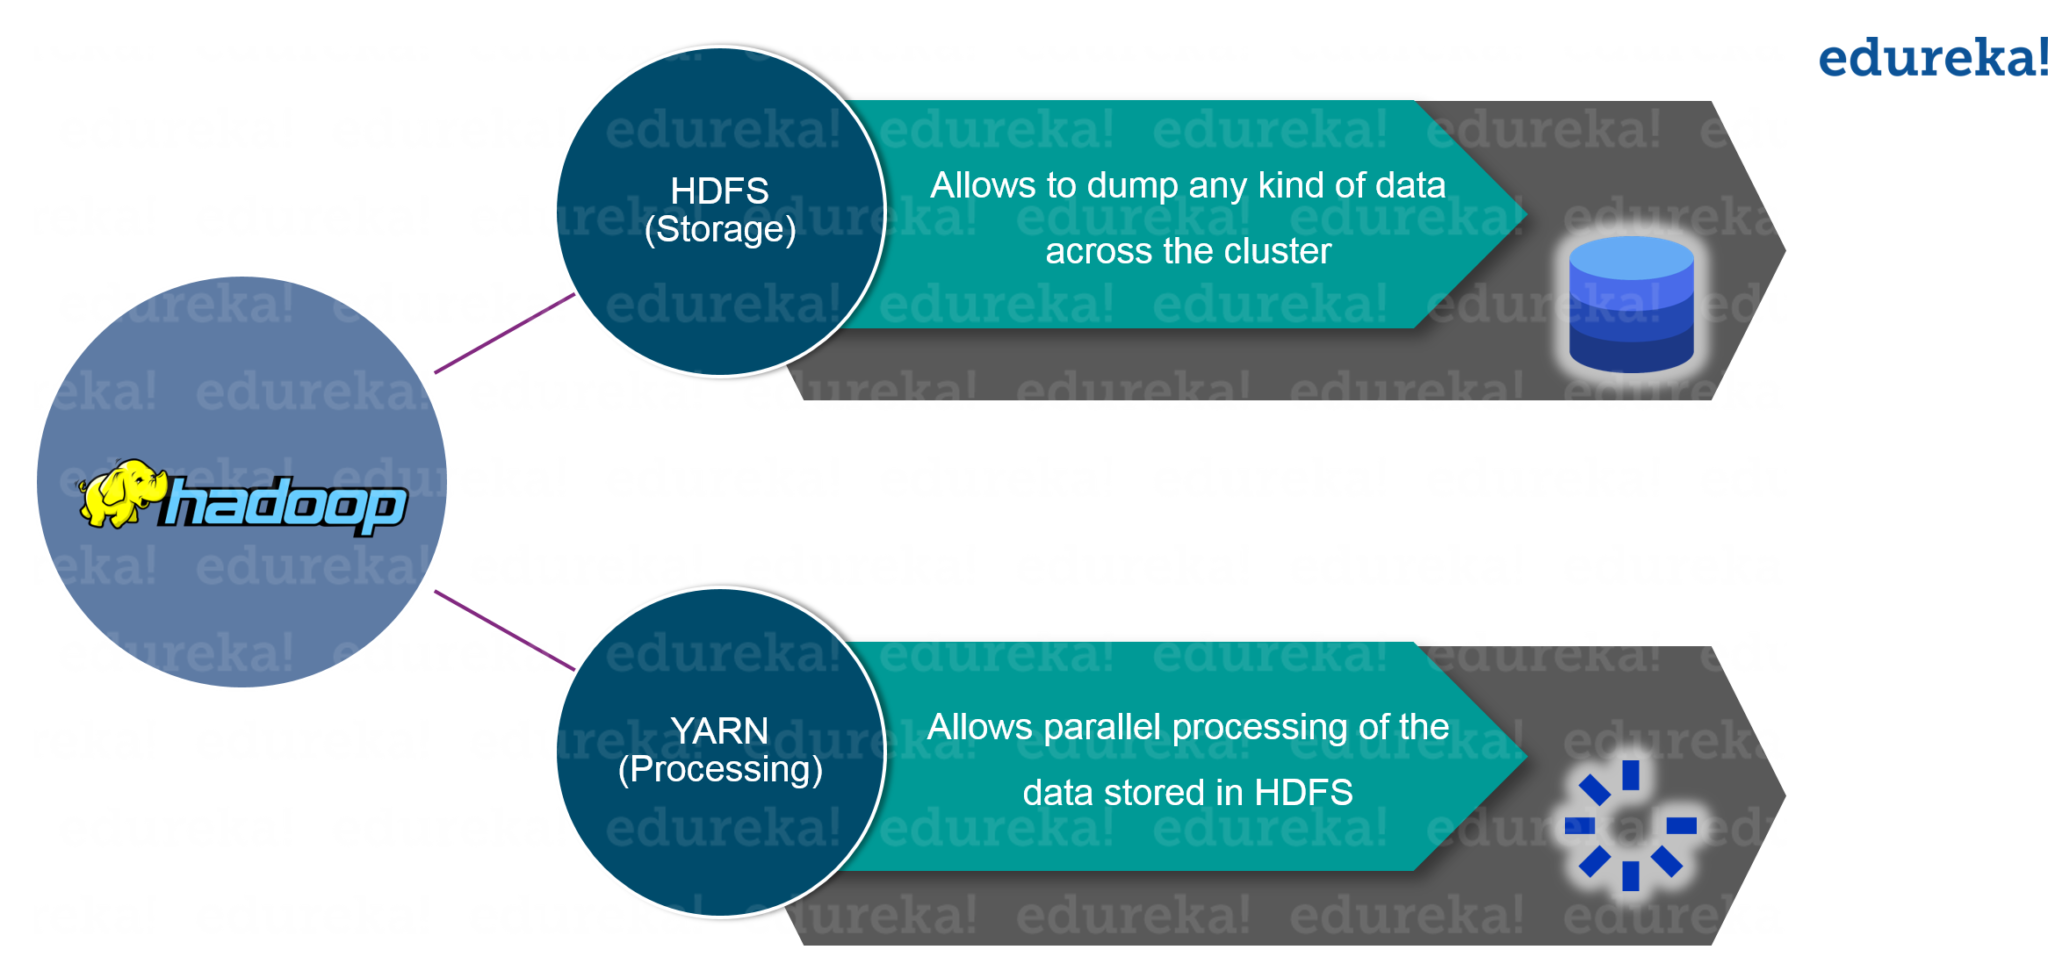 edureka!
HDFS
(Storage)
Allows to dump any kind of data
across the cluster
hadoop
YARN
(Processing)
Allows parallel processing of the
data stored in HDFS